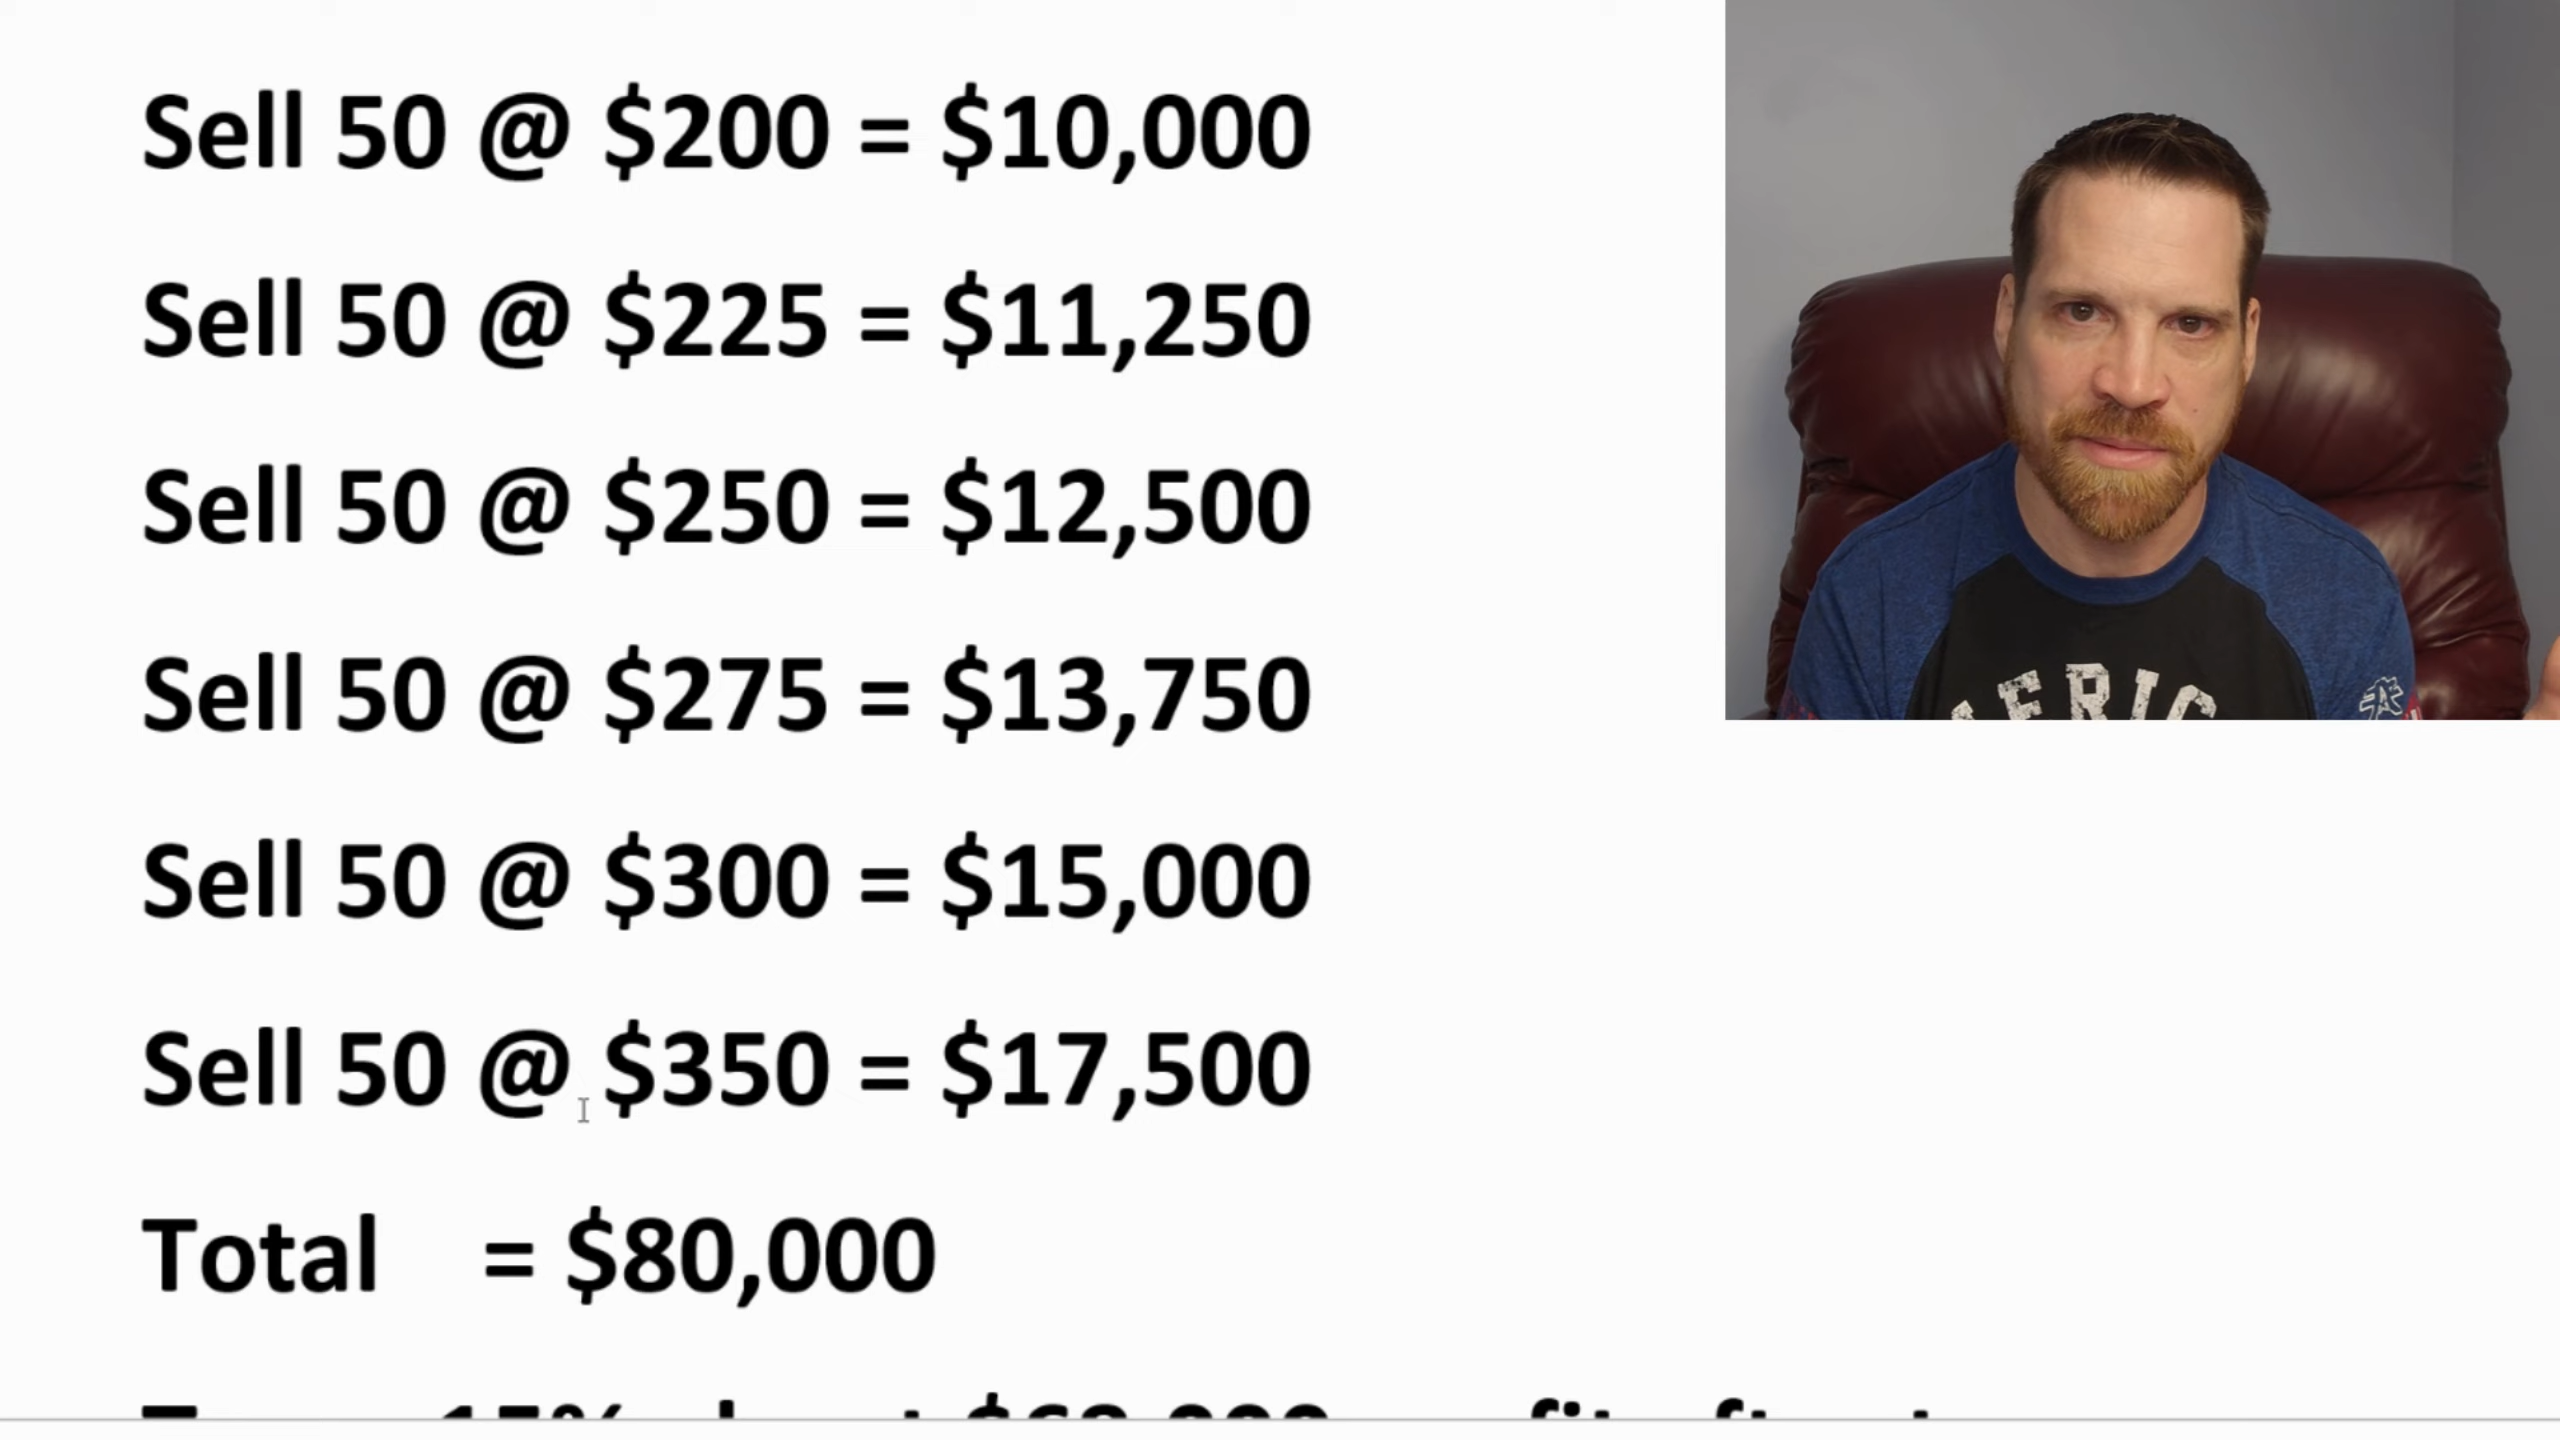 Sell 50 @ $200 = $10,000
Sell 50 @ $225 = $11,250
Sell 50 @ $250 = $12,500
Sell 50 @ $275 = $13,750
Sell 50 @ $300 = $15,000
Sell 50 @ $350 = $17,500
Total = $80,000